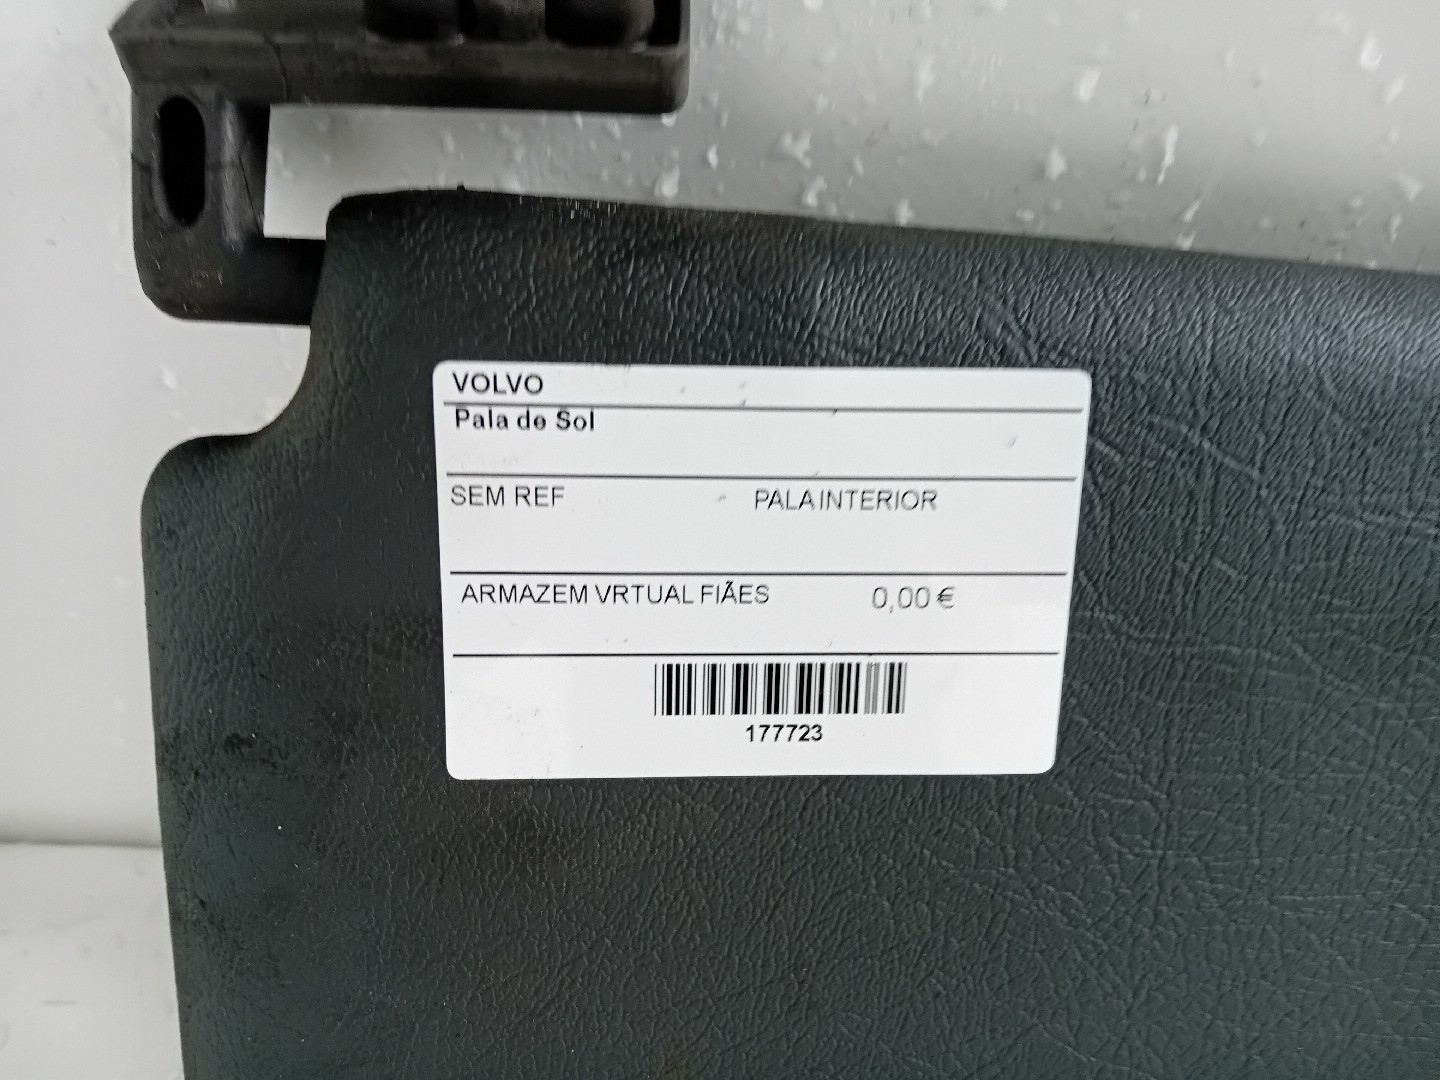 VOLVO
Pala de Sol
SEM REF PALA INTERIOR
ARMAZEM VRTUAL FIÃES 0,00 €
177723